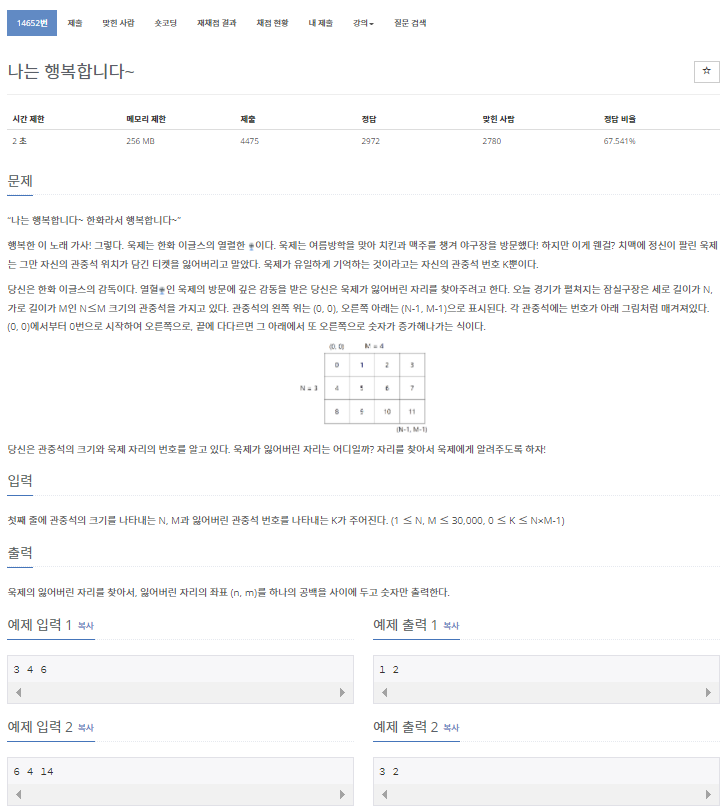 14652번 제출 맞힌 사람 숏코딩 재채점 결과 채점 현황 내 제출 강의 질문 검색
나는 행복합니다~
시간 제한 메모리 제한 제출 정답 맞힌 사람 정답 비율
2 초 256 MB 4475 2972 2780 67.541%
문제
“나는 행복합니다~ 한화라서 행복합니다~”
행복한 이 노래 가사! 그렇다. 욱제는 한화 이글스의 열렬한 이다. 욱제는 여름방학을 맞아 치킨과 맥주를 챙겨 야구장을 방문했다! 하지만 이게 웬걸? 치맥에 정신이 팔린 욱제
는 그만 자신의 관중석 위치가 담긴 티켓을 잃어버리고 말았다. 욱제가 유일하게 기억하는 것이라고는 자신의 관중석 번호 K뿐이다.
당신은 한화 이글스의 감독이다. 열혈 인 욱제의 방문에 깊은 감동을 받은 당신은 욱제가 잃어버린 자리를 찾아주려고 한다. 오늘 경기가 펼쳐지는 잠실구장은 세로 길이가 N,
가로 길이가 M인 N≤M 크기의 관중석을 가지고 있다. 관중석의 왼쪽 위는 (0, 0), 오른쪽 아래는 (N-1, M-1)으로 표시된다. 각 관중석에는 번호가 아래 그림처럼 매겨져있다.
(0, 0)에서부터 0번으로 시작하여 오른쪽으로, 끝에 다다르면 그 아래에서 또 오른쪽으로 숫자가 증가해나가는 식이다.
(0, 0) M = 4
0 1 2 3
N = 3 4 5 6 7
8 9 10 11
(N-1, M-1)
당신은 관중석의 크기와 욱제 자리의 번호를 알고 있다. 욱제가 잃어버린 자리는 어디일까? 자리를 찾아서 욱제에게 알려주도록 하자!
입력
첫째 줄에 관중석의 크기를 나타내는 N, M과 잃어버린 관중석 번호를 나타내는 K가 주어진다. (1 ≤ N, M ≤ 30,000, 0 ≤ K ≤ N×M-1)
출력
욱제의 잃어버린 자리를 찾아서, 잃어버린 자리의 좌표 (n, m)를 하나의 공백을 사이에 두고 숫자만 출력한다.
예제 입력 1 복사 예제 출력 1 복사
3 4 6 1 2
예제 입력 2 복사 예제 출력 2 복사
6 4 14 3 2